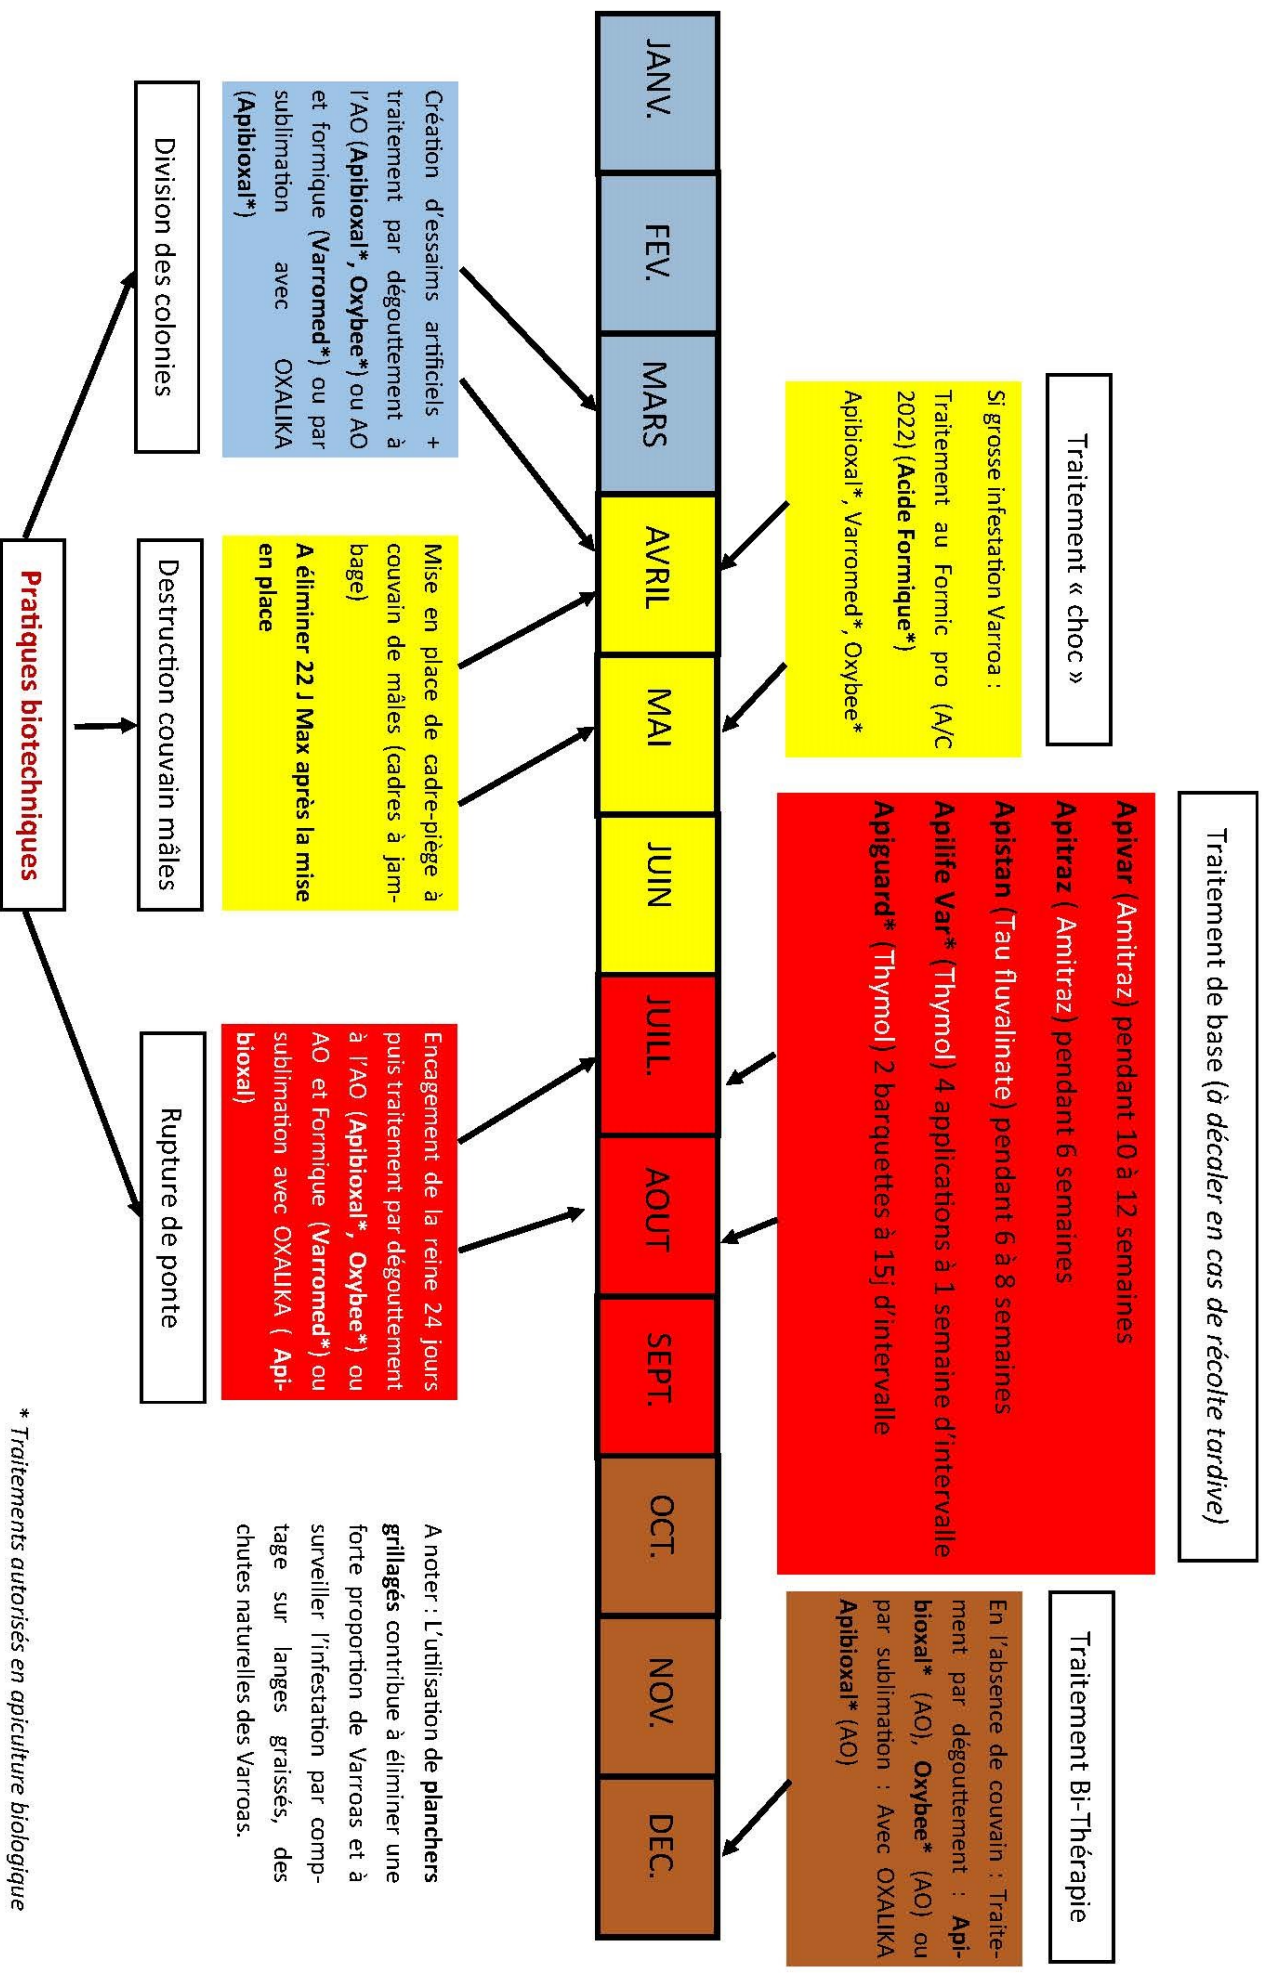 Traitement de base (à décaler en cas de récolte tardive)
Apivar (Amitraz) pendant 10 à 12 semaines
Apitraz ( Amitraz) pendant 6 semaines
Apistan (Tau fluvalinate) pendant 6 à 8 semaines
Apilife Var* (Thymol) 4 applications à 1 semaine d'intervalle
Apiguard* (Thymol) 2 barquettes à 15j d'intervalle
Traitement « choc »
Si grosse infestation Varroa :
Traitement au Formic pro (A/C
2022) (Acide Formique*)
Apibioxal*, Varromed*, Oxybee*
Traitement Bi-Thérapie
En l'absence de couvain : Traite-
ment par dégouttement : Api-
bioxal* (AO), Oxybee* (AO) ou
par sublimation : Avec OXALIKA
Apibioxal* (AO)
JANV.
FEV.
MARS
AVRIL
MAI
JUIN
JUILL.
AOUT
SEPT.
OCT.
NOV.
DEC.
Création d'essaims artificiels +
traitement par dégouttement à
l'AO (Apibioxal*, Oxybee*) ou AO
et formique (Varromed*) ou par
sublimation avec OXALIKA
(Apibioxal*)
Division des colonies
Mise en place de cadre-piège à
couvain de mâles (cadres à jam-
bage)
A éliminer 22 J Max après la mise
en place
Destruction couvain mâles
Encagement de la reine 24 jours
puis traitement par dégouttement
à l'AO (Apibioxal*, Oxybee*) ou
AO et Formique (Varromed*) ou
sublimation avec OXALIKA ( Api-
bioxal)
Rupture de ponte
A noter : L'utilisation de planchers
grillagés contribue à éliminer une
forte proportion de Varroas et à
surveiller l'infestation par comp-
tage sur langes graissés, des
chutes naturelles des Varroas.
Pratiques biotechniques
* Traitements autorisés en apiculture biologique